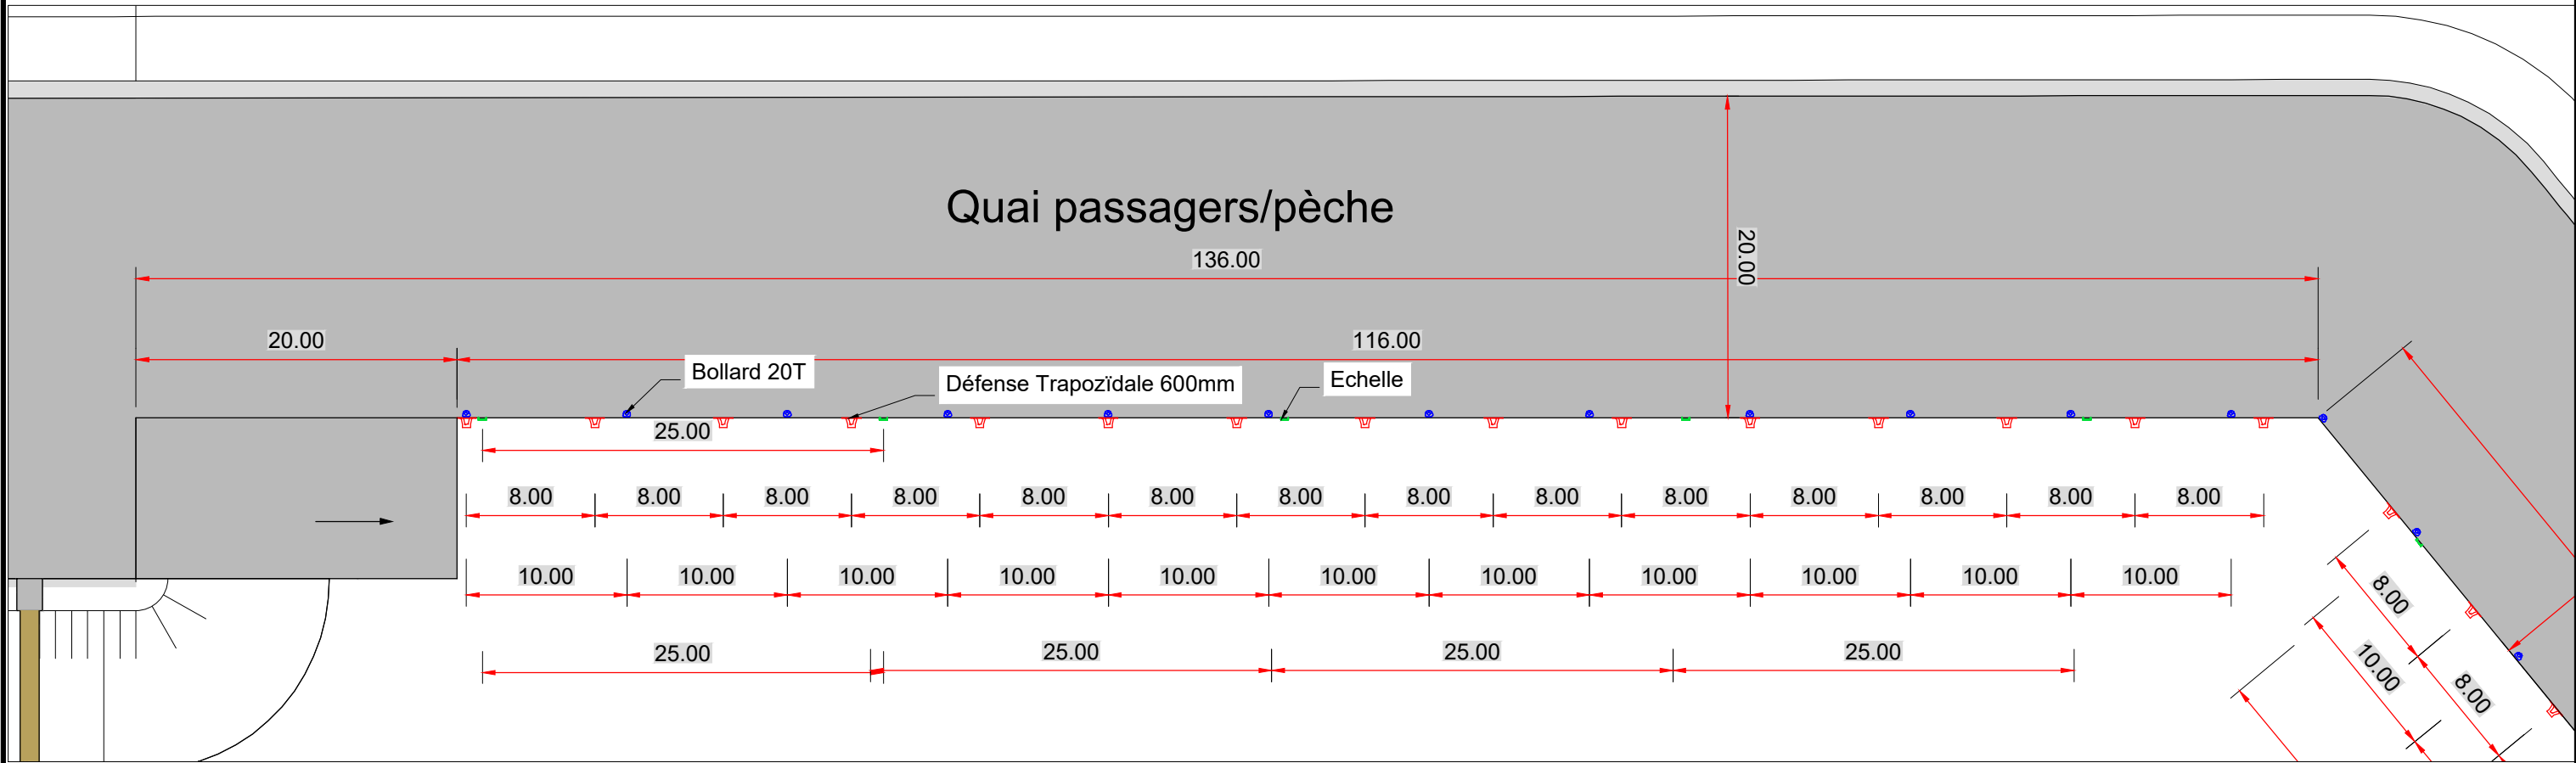 Quai passagers/pèche
136.00
20.00
20.00
116.00
Bollard 20T
Défense Trapozïdale 600mm
Echelle
25.00
8.00 8.00 8.00 8.00 8.00 8.00 8.00 8.00 8.00 8.00 8.00 8.00 8.00 8.00
10.00 10.00 10.00 10.00 10.00 10.00 10.00 10.00 10.00 10.00 10.00
25.00 25.00 25.00 25.00
8.00
10.00
8.00